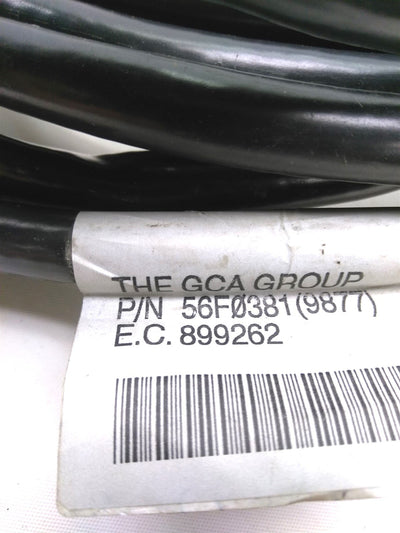 THE GCA GROUP
P/N 56FØ381(9877)
E.C. 899262